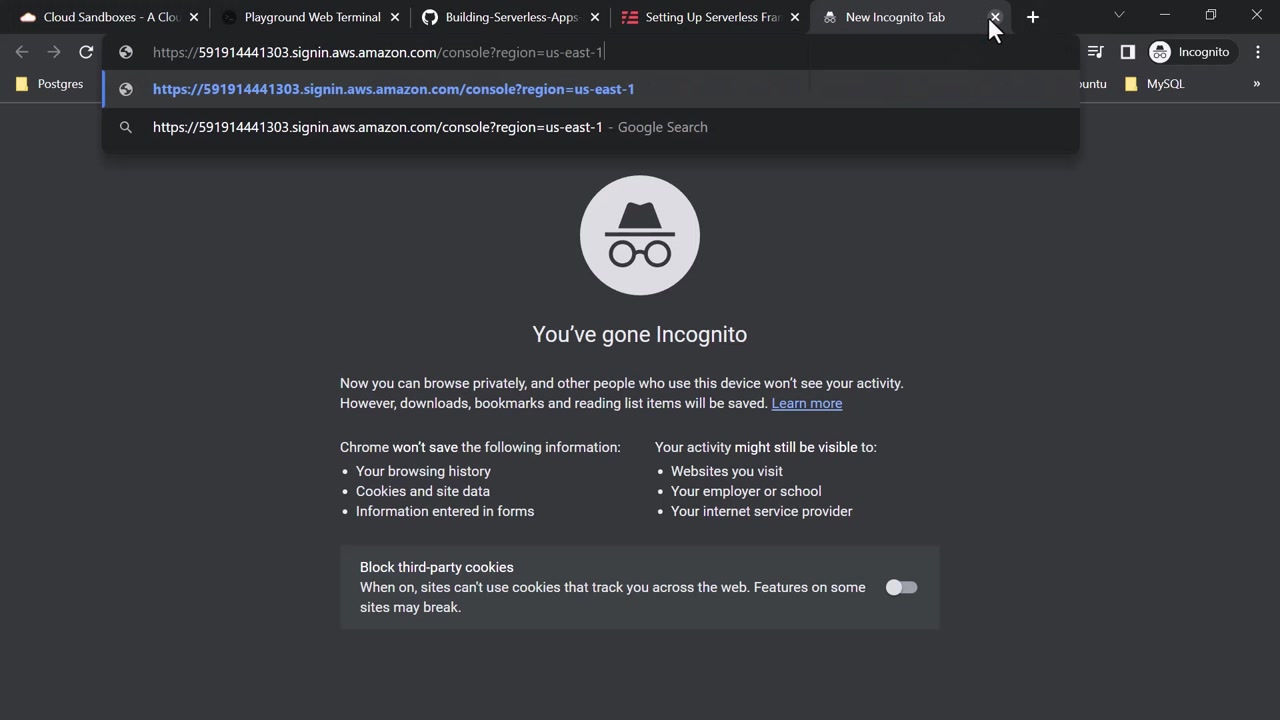 Cloud Sandboxes - A Clou
Playground Web Terminal
Building-Serverless-Apps-
Setting Up Serverless Fra
New Incognito Tab
https://591914441303.signin.aws.amazon.com/console?region=us-east-1
Incognito
Postgres
https://591914441303.signin.aws.amazon.com/console?region=us-east-1
untu
MySQL
»
https://591914441303.signin.aws.amazon.com/console?region=us-east-1 - Google Search
You've gone Incognito
Now you can browse privately, and other people who use this device won't see your activity.
However, downloads, bookmarks and reading list items will be saved. Learn more
Chrome won't save the following information:
• Your browsing history
• Cookies and site data
• Information entered in forms
Your activity might still be visible to:
• Websites you visit
• Your employer or school
• Your internet service provider
Block third-party cookies
When on, sites can't use cookies that track you across the web. Features on some
sites may break.